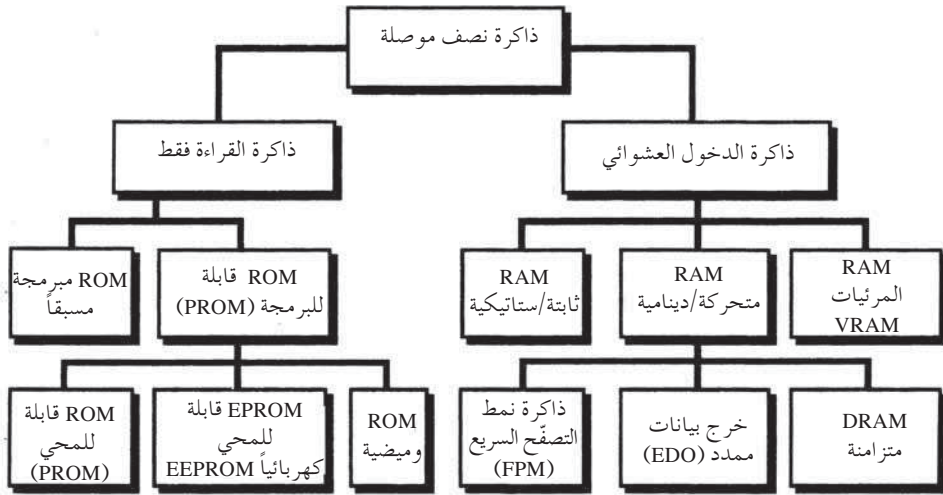 ذاكرة نصف موصلة
ذاكرة الدخول العشوائي
ذاكرة القراءة فقط
RAM
المرئيات
VRAM
RAM
متحركة/دينامية
RAM
ثابتة/ستاتيكية
ROM قابلة
للبرمجة (PROM)
ROM مبرمجة
مسبقاً
DRAM
متزامنة
خرج بيانات
ممدد (EDO)
ذاكرة نمط
التصفّح السريع
(FPM)
ROM
وميضية
EPROM قابلة
للمحي
كهربائياً EEPROM
ROM قابلة
للمحي
(PROM)